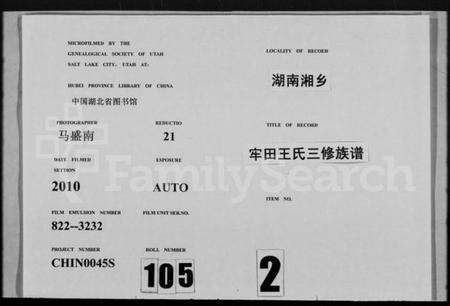 MICROFILMED BY THE
GENEALOGICAL SOCIETY OF UTAH
SALT LAKE CITY, UTAH AT:
HUBEI PROVINCE LIBRARY OF CHINA
中国湖北省图书馆
PHOTOGRAPHER
马盛南
REDUCTIO
21
DATE FILMED
SECTION
2010
EXPOSURE
AUTO
FILM EMULSION NUMBER
822--3232
FILM UNIT SER.NO.
PROJECT NUMBER
CHIN0045S
ROLL NUMBER
105
LOCALITY OF RECORD
湖南湘乡
TITLE OF RECORD
牢田王氏三修族谱
ITEM NO.
2
FamilySearch